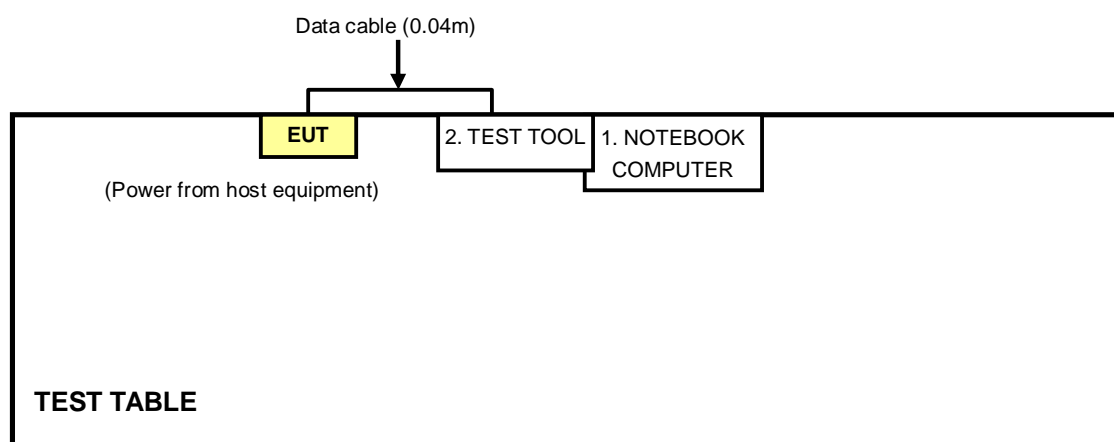 Data cable (0.04m)
EUT
2. TEST TOOL
1. NOTEBOOK
COMPUTER
(Power from host equipment)
TEST TABLE